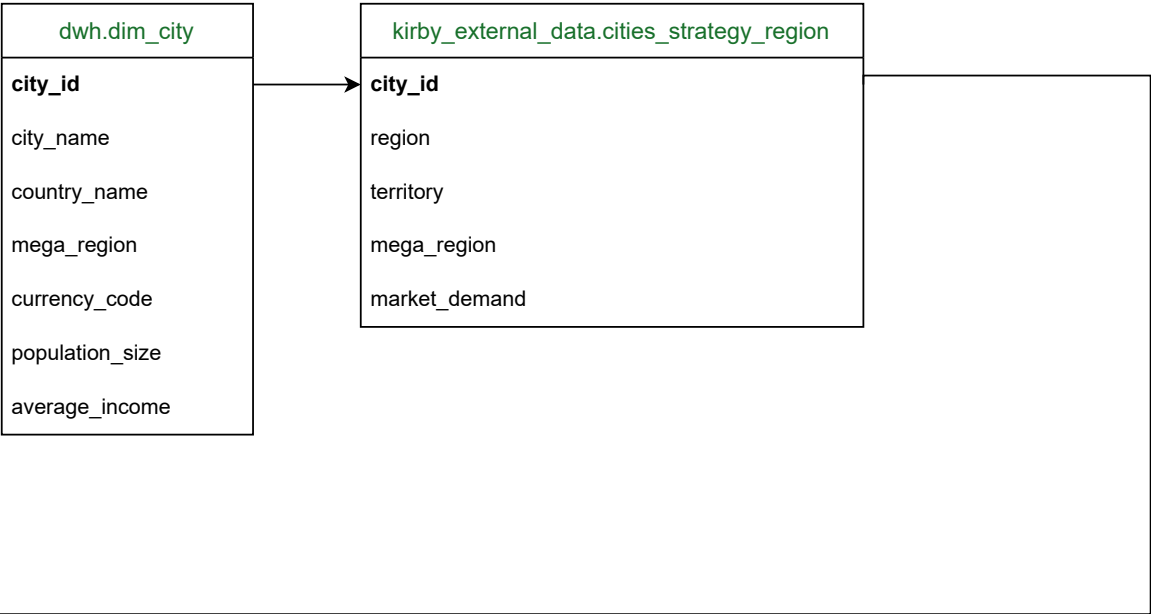 dwh.dim_city
city_id
city_name
country_name
mega_region
currency_code
population_size
average_income
kirby_external_data.cities_strategy_region
city_id
region
territory
mega_region
market_demand